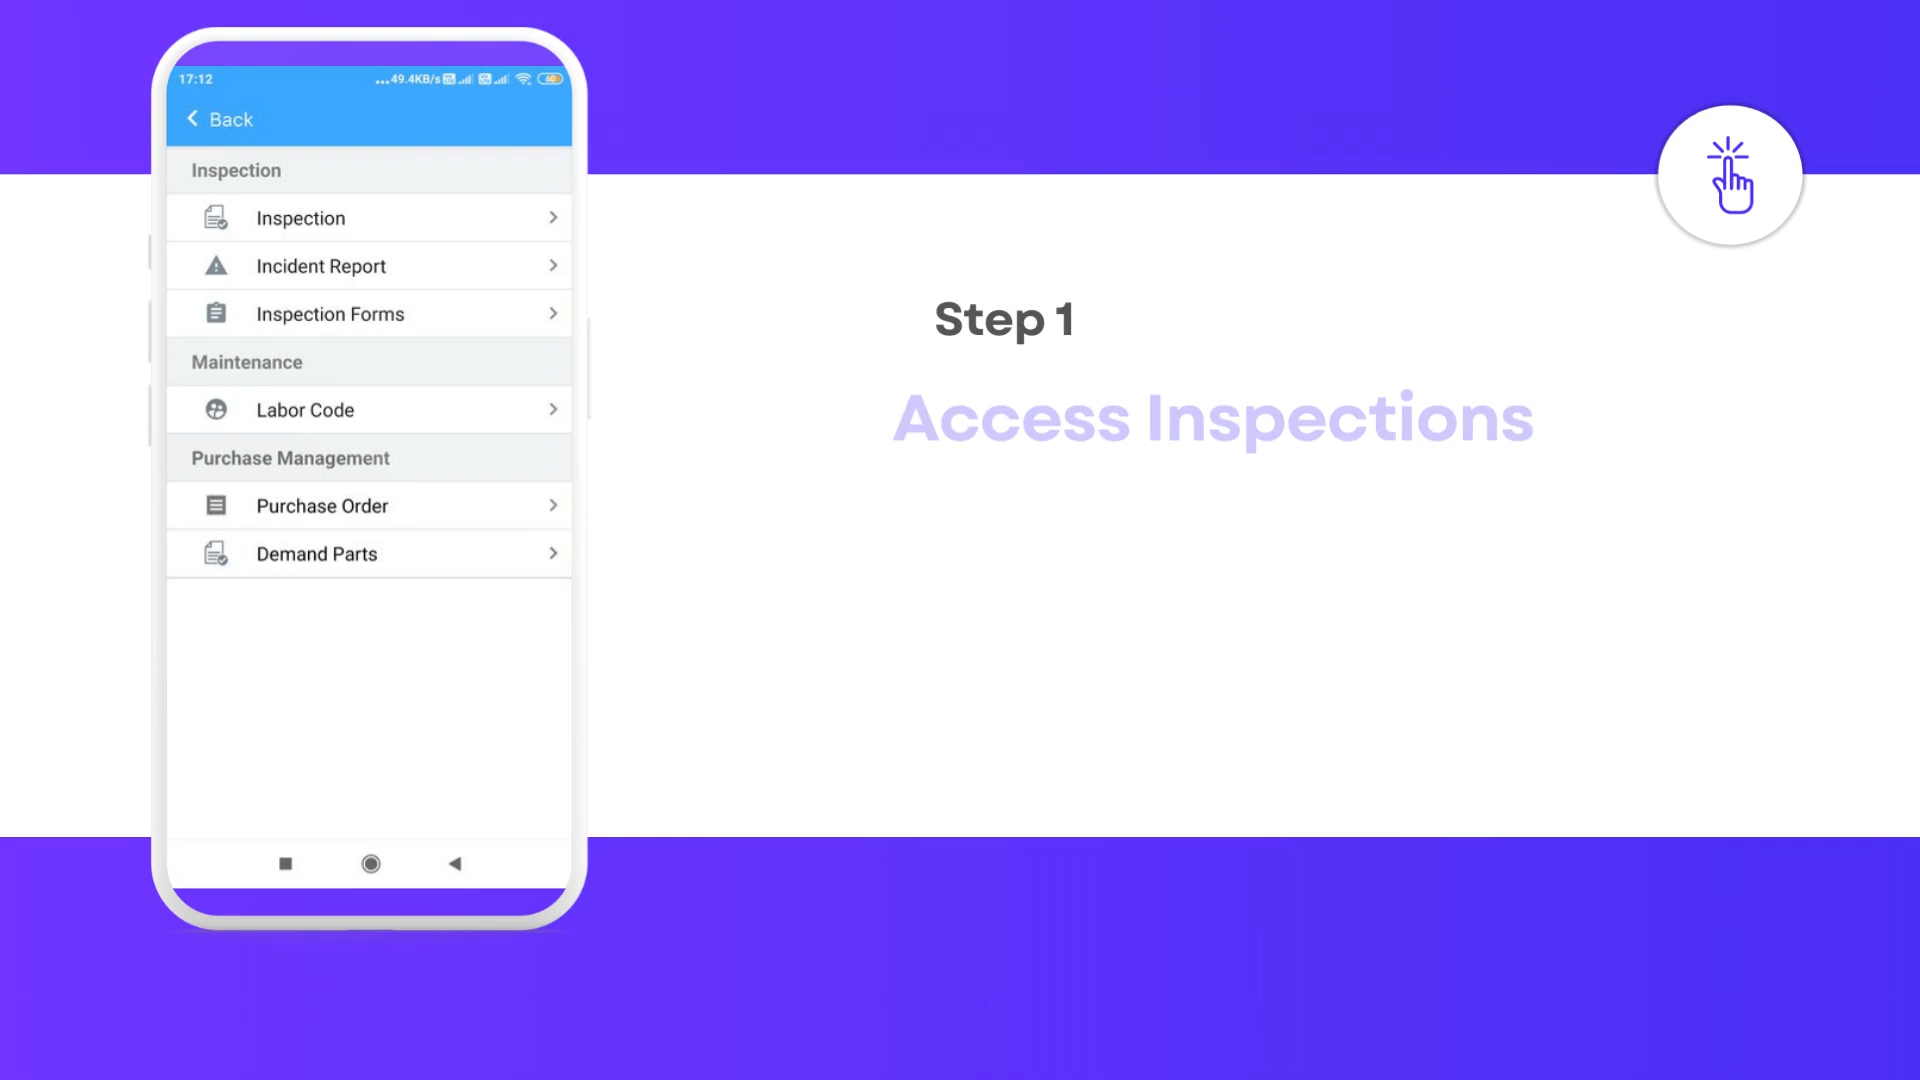 17:12
...49.4KB/s
60
Back
Inspection
Inspection
Incident Report
Inspection Forms
Maintenance
Labor Code
Purchase Management
Purchase Order
Demand Parts
Step 1
Access Inspections